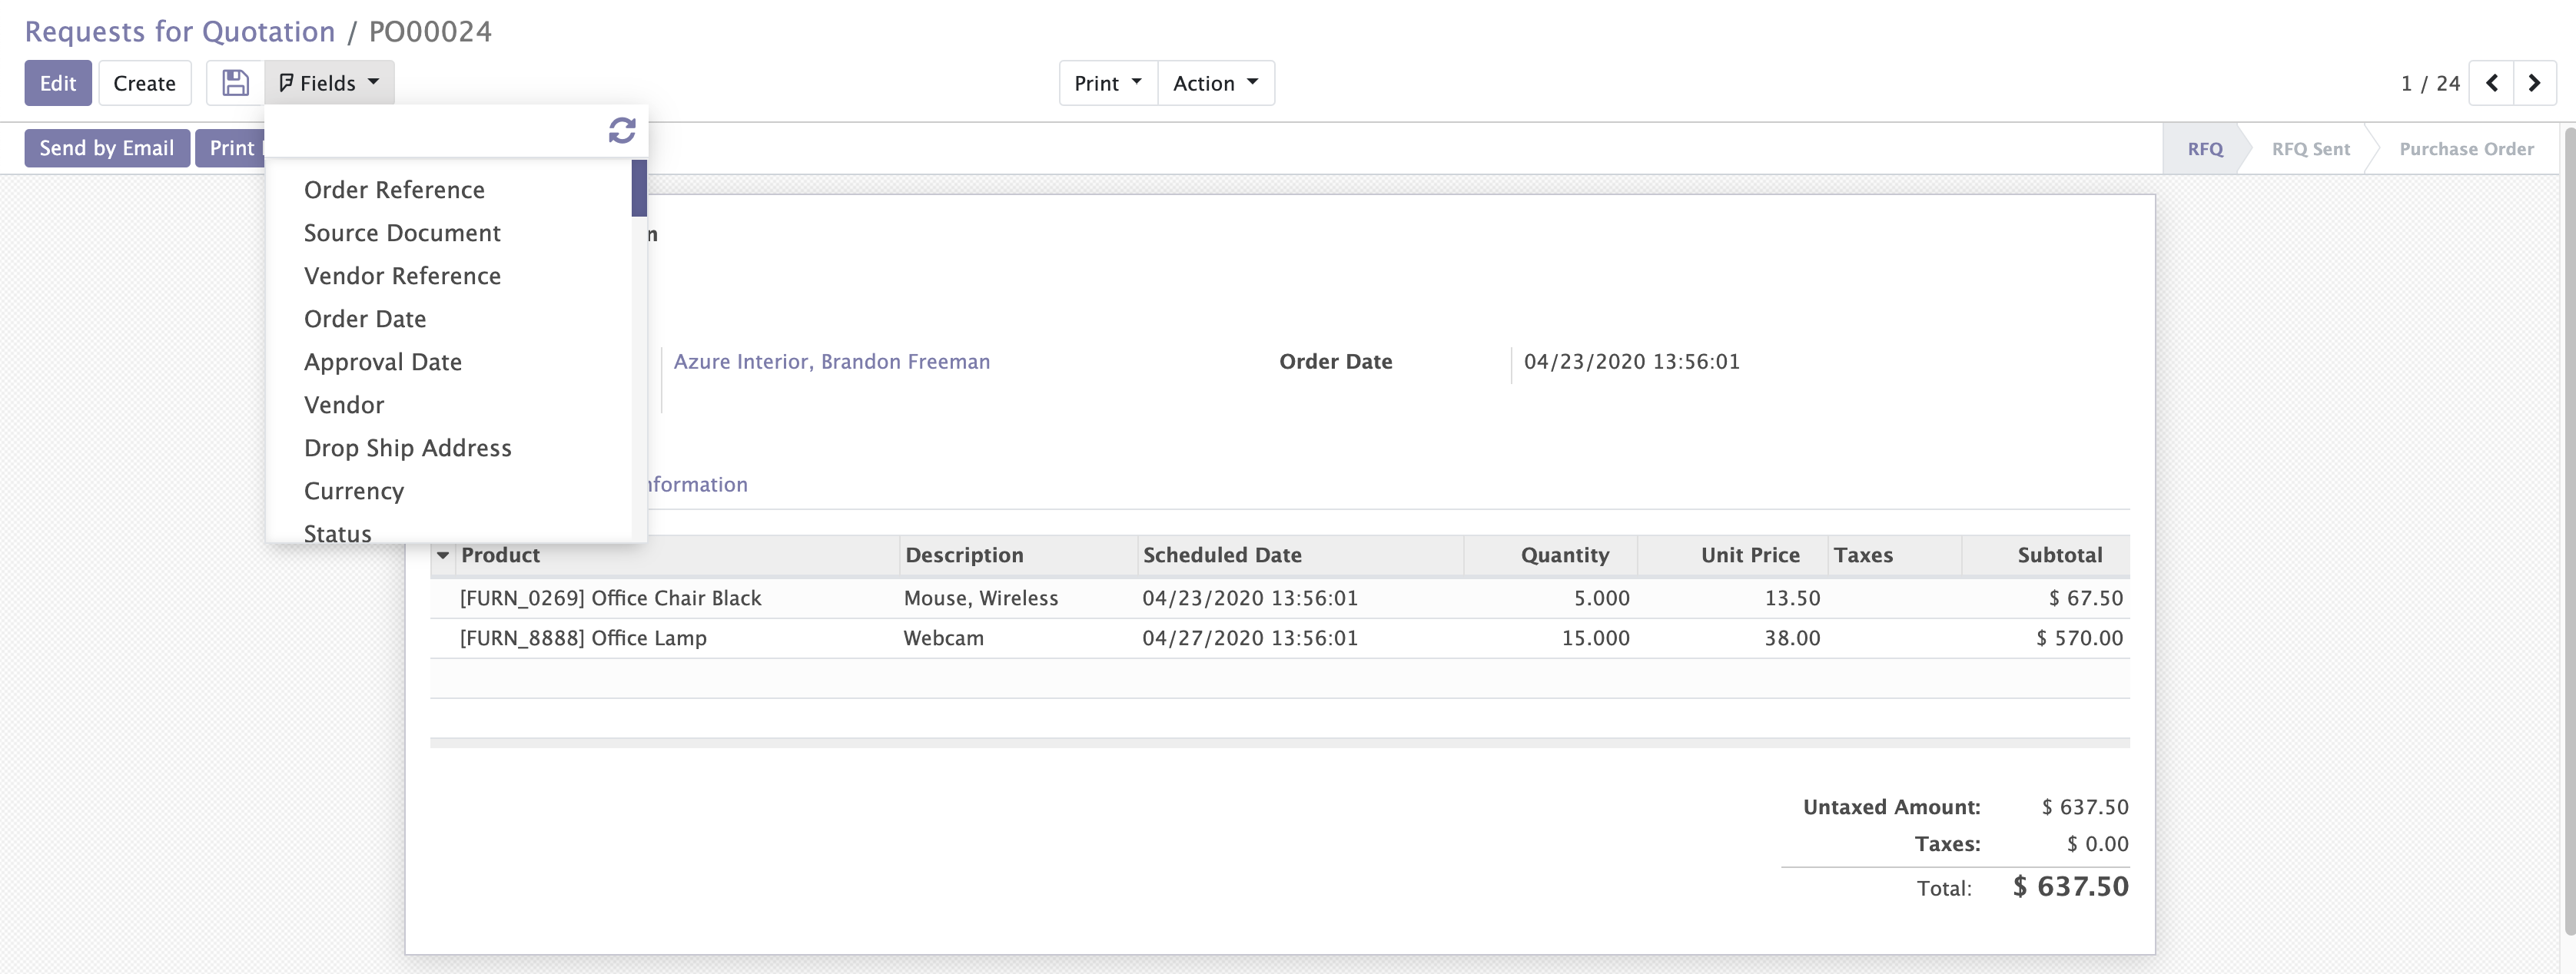 Requests for Quotation / PO00024
Edit Create Fields Print Action 1 / 24
Send by Email Print RFQ RFQ Sent Purchase Order
Order Reference
Source Document
Vendor Reference
Order Date
Approval Date
Vendor
Drop Ship Address
Currency
Status
Azure Interior, Brandon Freeman Order Date 04/23/2020 13:56:01
nformation
Product Description Scheduled Date Quantity Unit Price Taxes Subtotal
[FURN_0269] Office Chair Black Mouse, Wireless 04/23/2020 13:56:01 5.000 13.50 $ 67.50
[FURN_8888] Office Lamp Webcam 04/27/2020 13:56:01 15.000 38.00 $ 570.00
Untaxed Amount: $ 637.50
Taxes: $ 0.00
Total: $ 637.50